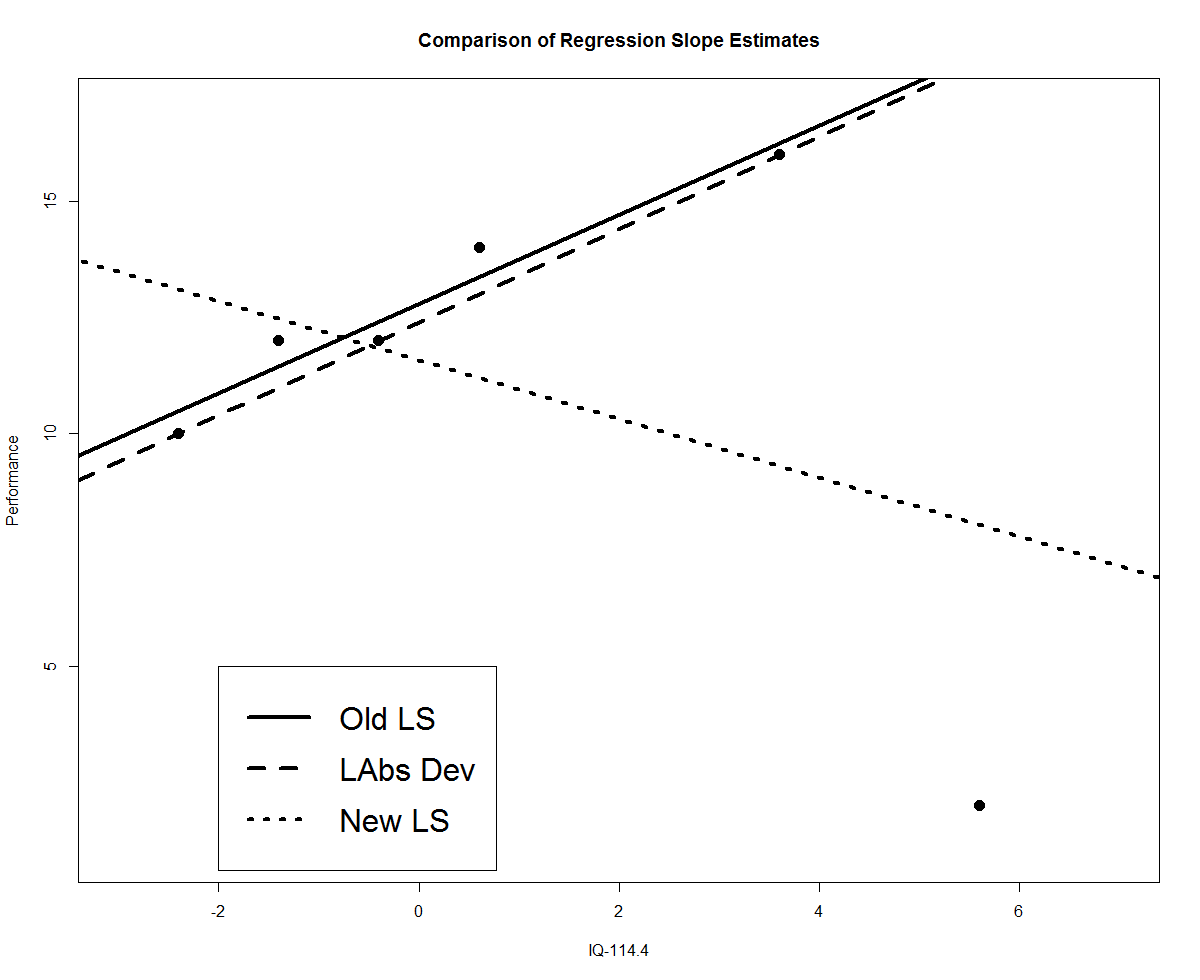 Comparison of Regression Slope Estimates
Performance
15
10
5
Old LS
LAbs Dev
New LS
-2
0
2
4
6
IQ-114.4